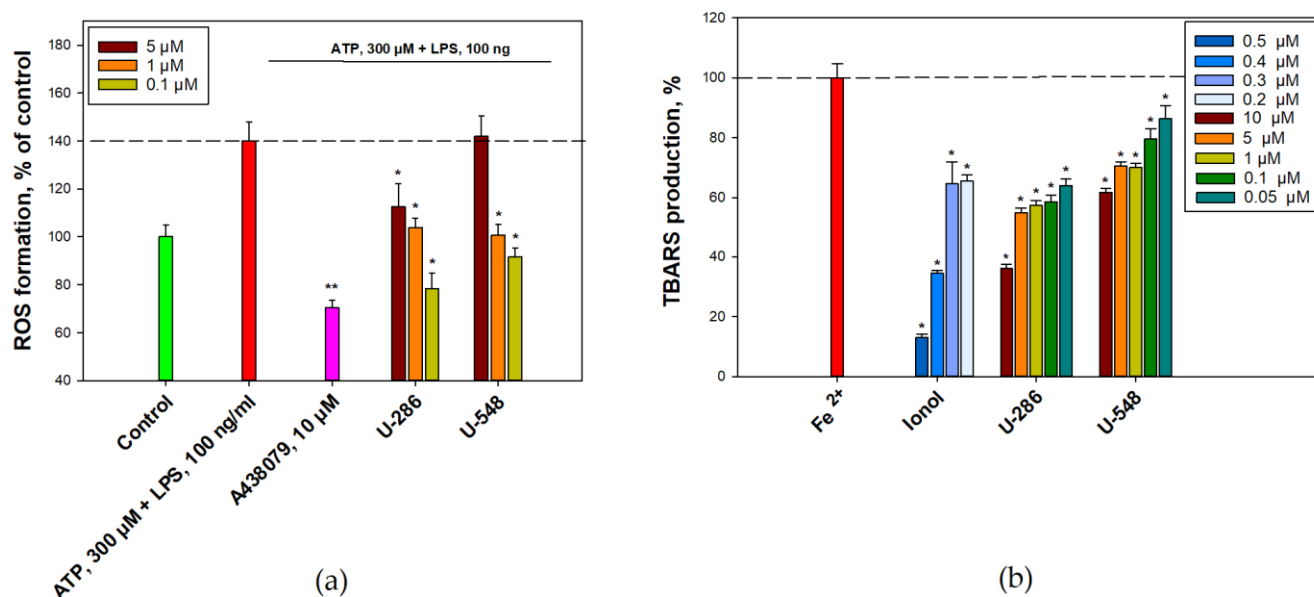 ROS formation, % of control
180
160
140
120
100
80
60
40
5 µM
1 µM
0.1 µM
ATP, 300 µM + LPS, 100 ng
**
*
*
*
*
*
Control
ATP, 300 µM + LPS, 100 ng/ml
A438079, 10 µM
U-286
U-548
(a)
TBARS production, %
120
100
80
60
40
20
0
0.5 µM
0.4 µM
0.3 µM
0.2 µM
10 µM
5 µM
1 µM
0.1 µM
0.05 µM
*
*
*
*
*
*
*
*
*
*
*
*
*
*
Fe 2+
Ionol
U-286
U-548
(b)